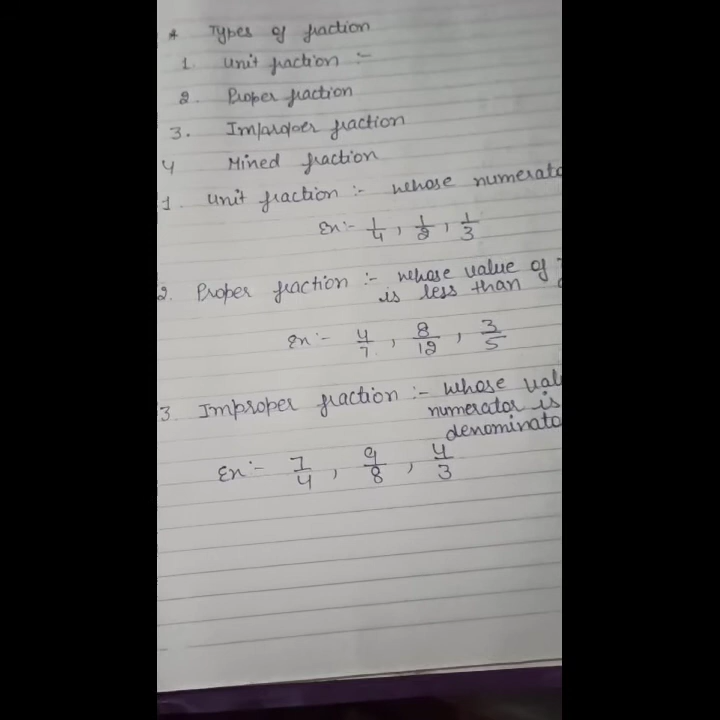 * Types of fraction
1. Unit fraction :-
2. Proper fraction
3. Improper fraction
4 Mixed fraction
1. Unit fraction :- whose numerato
Ex:- 1/4, 1/2, 1/3
2. Proper fraction :- whose value of
is less than
Ex:- 4/7, 8/12, 3/5
3 Improper fraction :- whose val
numerator is
denominato
Ex:- 7/4, 9/8, 4/3